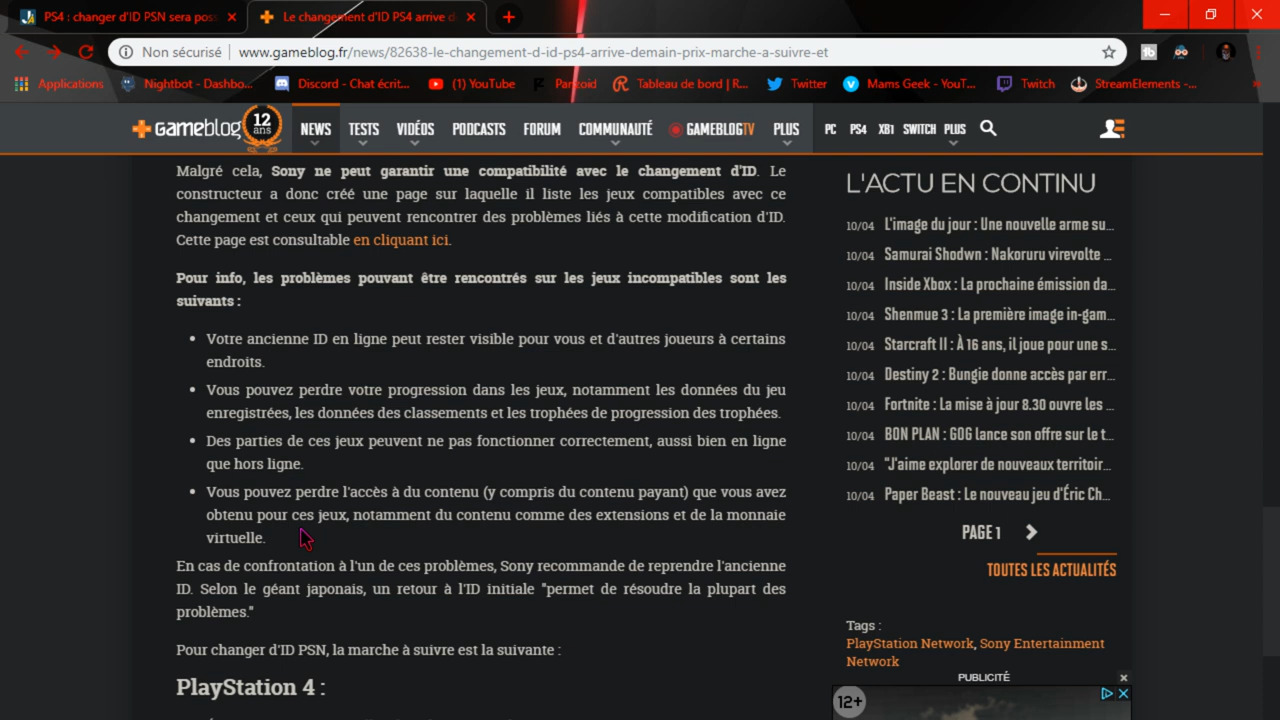 PS4 : changer d'ID PSN sera pos
Le changement d'ID PS4 arrive d
Non sécurisé
www.gameblog.fr/news/82638-le-changement-d-id-ps4-arrive-demain-prix-marche-a-suivre-et
Applications
Nightbot - Dashbo...
Discord - Chat écrit...
(1) YouTube
Tableau de bord | R...
Twitter
Mams Geek - YouT...
Twitch
StreamElements -...
gameblog
12 ans
NEWS
TESTS
VIDÉOS
PODCASTS
FORUM
COMMUNAUTÉ
GAMEBLOGTV
PLUS
PC
PS4
XB1
SWITCH
PLUS
Malgré cela, Sony ne peut garantir une compatibilité avec le changement d'ID. Le
constructeur a donc créé une page sur laquelle il liste les jeux compatibles avec ce
changement et ceux qui peuvent rencontrer des problèmes liés à cette modification d'ID.
Cette page est consultable en cliquant ici.
Pour info, les problèmes pouvant être rencontrés sur les jeux incompatibles sont les
suivants :
• Votre ancienne ID en ligne peut rester visible pour vous et d'autres joueurs à certains
endroits.
• Vous pouvez perdre votre progression dans les jeux, notamment les données du jeu
enregistrées, les données des classements et les trophées de progression des trophées.
• Des parties de ces jeux peuvent ne pas fonctionner correctement, aussi bien en ligne
que hors ligne.
• Vous pouvez perdre l'accès à du contenu (y compris du contenu payant) que vous avez
obtenu pour ces jeux, notamment du contenu comme des extensions et de la monnaie
virtuelle.
En cas de confrontation à l'un de ces problèmes, Sony recommande de reprendre l'ancienne
ID. Selon le géant japonais, un retour à l'ID initiale "permet de résoudre la plupart des
problèmes."
Pour changer d'ID PSN, la marche à suivre est la suivante :
PlayStation 4 :
L'ACTU EN CONTINU
10/04 L'image du jour : Une nouvelle arme su...
10/04 Samurai Shodwn : Nakoruru virevolte ...
10/04 Inside Xbox : La prochaine émission da...
10/04 Shenmue 3 : La première image in-gam...
10/04 Starcraft II : À 16 ans, il joue pour une s...
10/04 Destiny 2 : Bungie donne accès par err...
10/04 Fortnite : La mise à jour 8.30 ouvre les ...
10/04 BON PLAN : GOG lance son offre sur le t...
10/04 "J'aime explorer de nouveaux territoir...
10/04 Paper Beast : Le nouveau jeu d'Éric Ch...
PAGE 1
TOUTES LES ACTUALITÉS
Tags :
PlayStation Network, Sony Entertainment
Network
PUBLICITÉ
12+